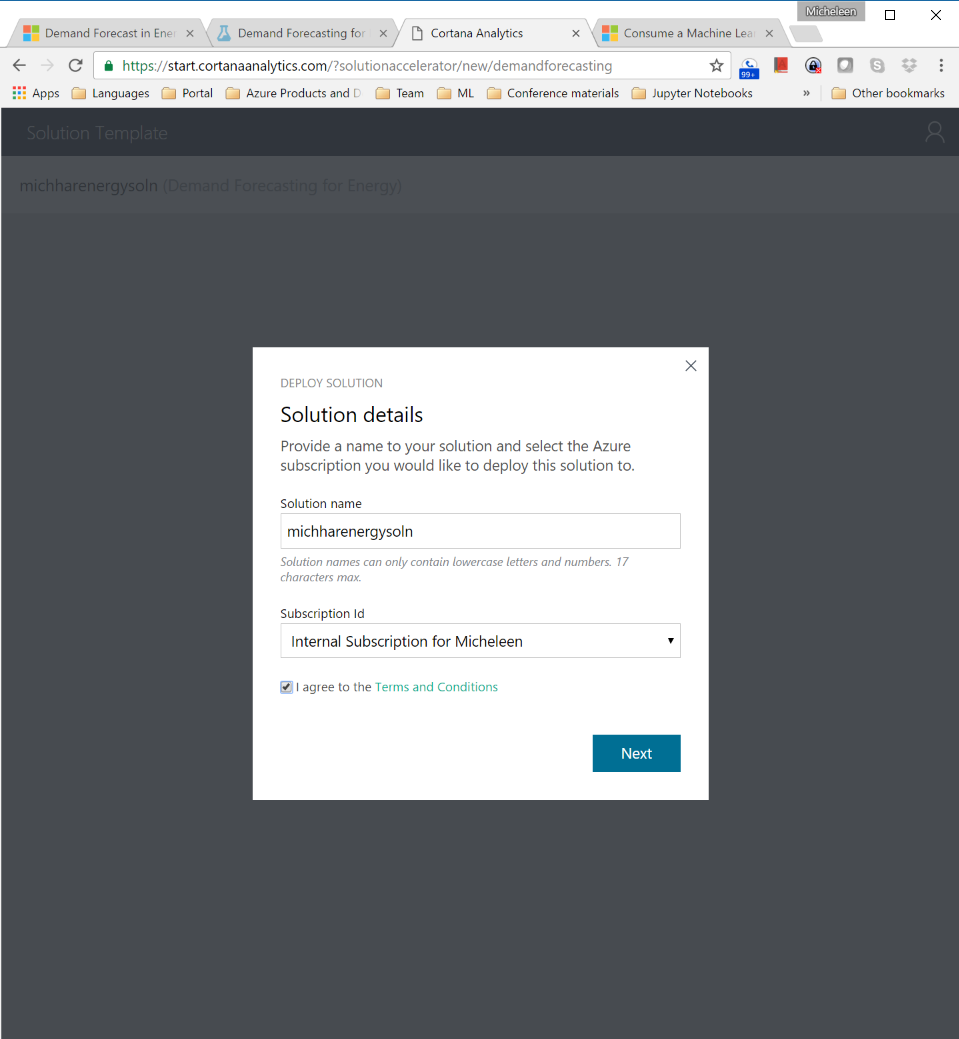 Micheleen
Demand Forecast in Ener
Demand Forecasting for
Cortana Analytics
Consume a Machine Lea
https://start.cortanaanalytics.com/?solutionaccelerator/new/demandforecasting
99+
Apps
Languages
Portal
Azure Products and D
Team
ML
Conference materials
Jupyter Notebooks
»
Other bookmarks
Solution Template
michharenergysoln (Demand Forecasting for Energy)
DEPLOY SOLUTION
Solution details
Provide a name to your solution and select the Azure
subscription you would like to deploy this solution to.
Solution name
michharenergysoln
Solution names can only contain lowercase letters and numbers. 17
characters max.
Subscription Id
Internal Subscription for Micheleen
I agree to the Terms and Conditions
Next